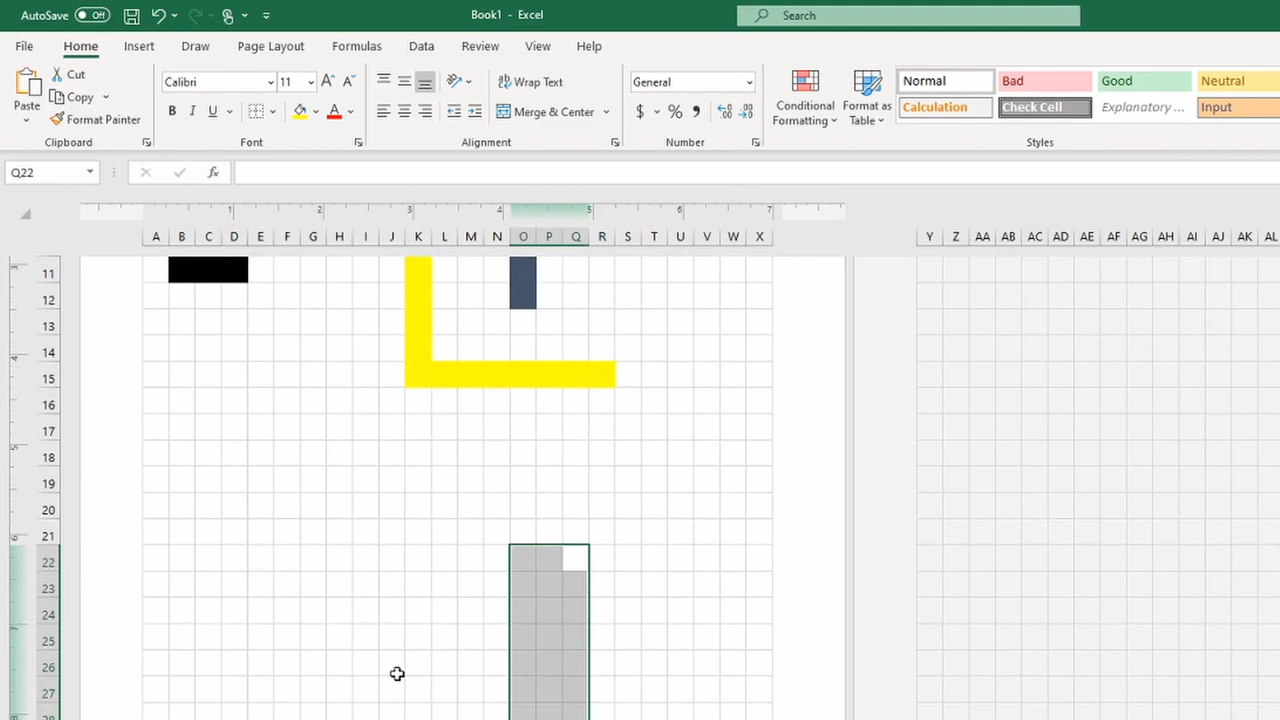 AutoSave Off Book1 - Excel Search
File Home Insert Draw Page Layout Formulas Data Review View Help
Paste Cut Copy Format Painter
Calibri 11 A A
B I U A
Wrap Text
Merge & Center
General
$ % 9
Conditional Formatting
Format as Table
Normal Bad Good Neutral
Calculation Check Cell Explanatory ... Input
Clipboard Font Alignment Number Styles
Q22 fx
1 2 3 4 5 6 7
A B C D E F G H I J K L M N O P Q R S T U V W X Y Z AA AB AC AD AE AF AG AH AI AJ AK AL
11
12
13
14
15
16
17
18
19
20
21
22
23
24
25
26
27
28